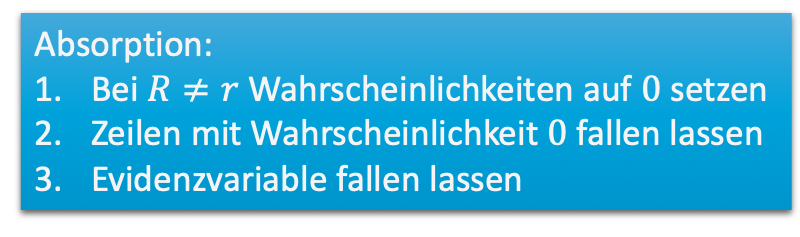 Absorption:
1. Bei R ≠ r Wahrscheinlichkeiten auf 0 setzen
2. Zeilen mit Wahrscheinlichkeit 0 fallen lassen
3. Evidenzvariable fallen lassen